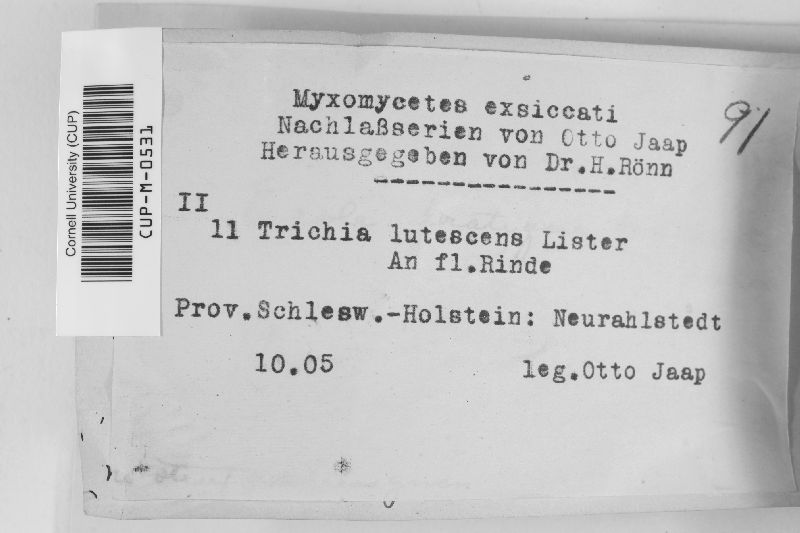 Cornell University (CUP)
CUP-M-0531
91
Myxomycetes exsiccati
Nachlaßserien von Otto Jaap
Herausgegeben von Dr.H.Rönn
II
11 Trichia lutescens Lister
An fl.Rinde
Prov.Schlesw.-Holstein: Neurahlstedt
10.05 leg.Otto Jaap